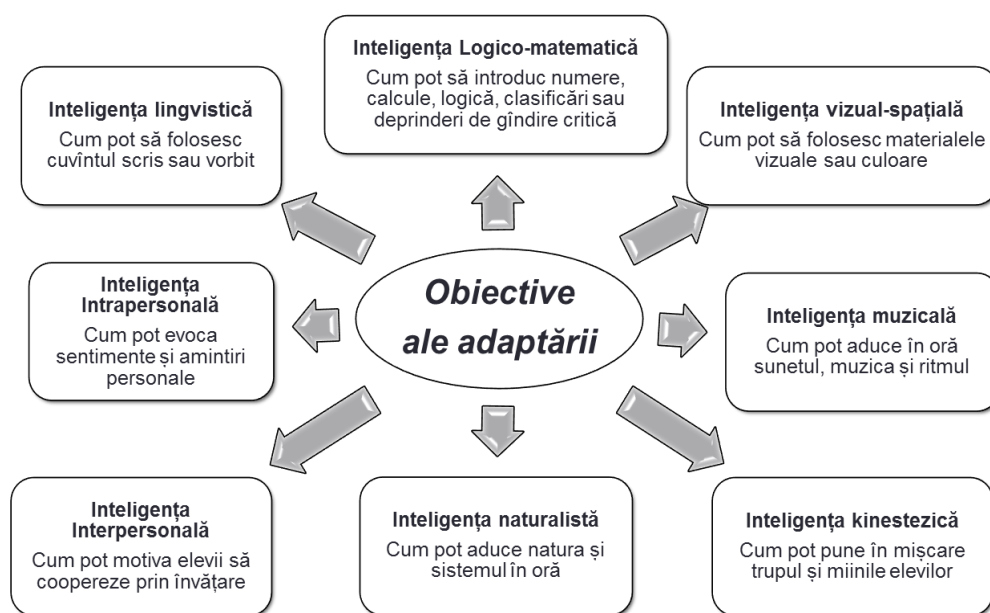 Inteligența Logico-matematică
Cum pot să introduc numere,
calcule, logică, clasificări sau
deprinderi de gîndire critică
Inteligența lingvistică
Cum pot să folosesc
cuvîntul scris sau vorbit
Inteligența vizual-spațială
Cum pot să folosesc materialele
vizuale sau culoare
Obiective
ale adaptării
Inteligența
Intrapersonală
Cum pot evoca
sentimente și amintiri
personale
Inteligența muzicală
Cum pot aduce în oră
sunetul, muzica și ritmul
Inteligența
Interpersonală
Cum pot motiva elevii să
coopereze prin învățare
Inteligența naturalistă
Cum pot aduce natura și
sistemul în oră
Inteligența kinestezică
Cum pot pune în mișcare
trupul și miinile elevilor